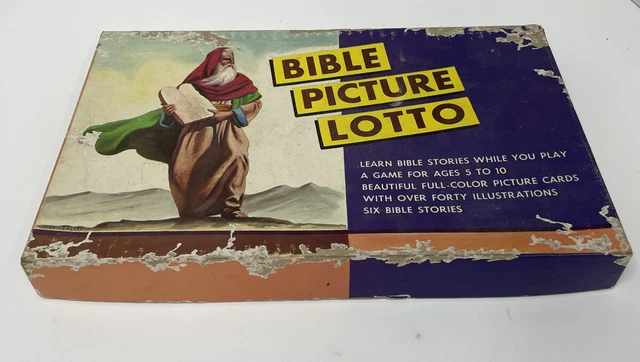 BIBLE
PICTURE
LOTTO
LEARN BIBLE STORIES WHILE YOU PLAY
A GAME FOR AGES 5 TO 10
BEAUTIFUL FULL-COLOR PICTURE CARDS
WITH OVER FORTY ILLUSTRATIONS
SIX BIBLE STORIES